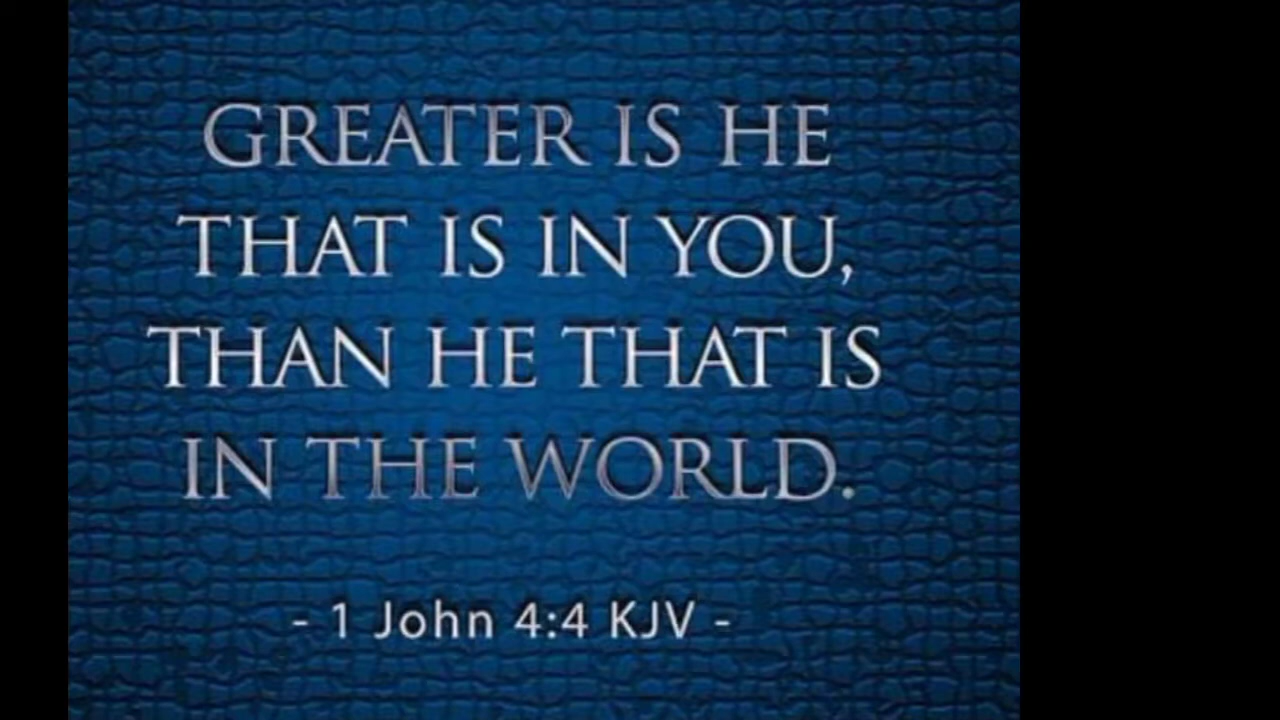 GREATER IS HE
THAT IS IN YOU,
THAN HE THAT IS
IN THE WORLD.
- 1 John 4:4 KJV -